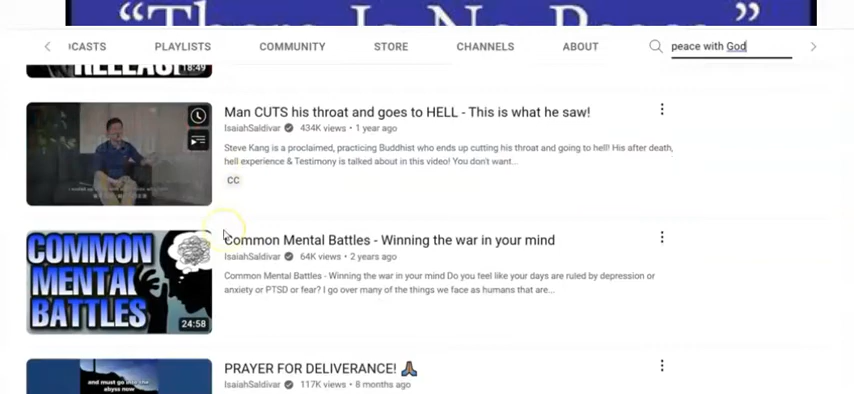 "There Is No Peace."
CASTS PLAYLISTS COMMUNITY STORE CHANNELS ABOUT peace with God
18:49
Man CUTS his throat and goes to HELL - This is what he saw!
IsaiahSaldivar 434K views • 1 year ago
Steve Kang is a proclaimed, practicing Buddhist who ends up cutting his throat and going to hell! His after death,
hell experience & Testimony is talked about in this video! You don't want...
CC
COMMON
MENTAL
BATTLES
24:58
Common Mental Battles - Winning the war in your mind
IsaiahSaldivar 64K views • 2 years ago
Common Mental Battles - Winning the war in your mind Do you feel like your days are ruled by depression or
anxiety or PTSD or fear? I go over many of the things we face as humans that are...
and must go into the
abyss now
PRAYER FOR DELIVERANCE! 🙏
IsaiahSaldivar 117K views • 8 months ago